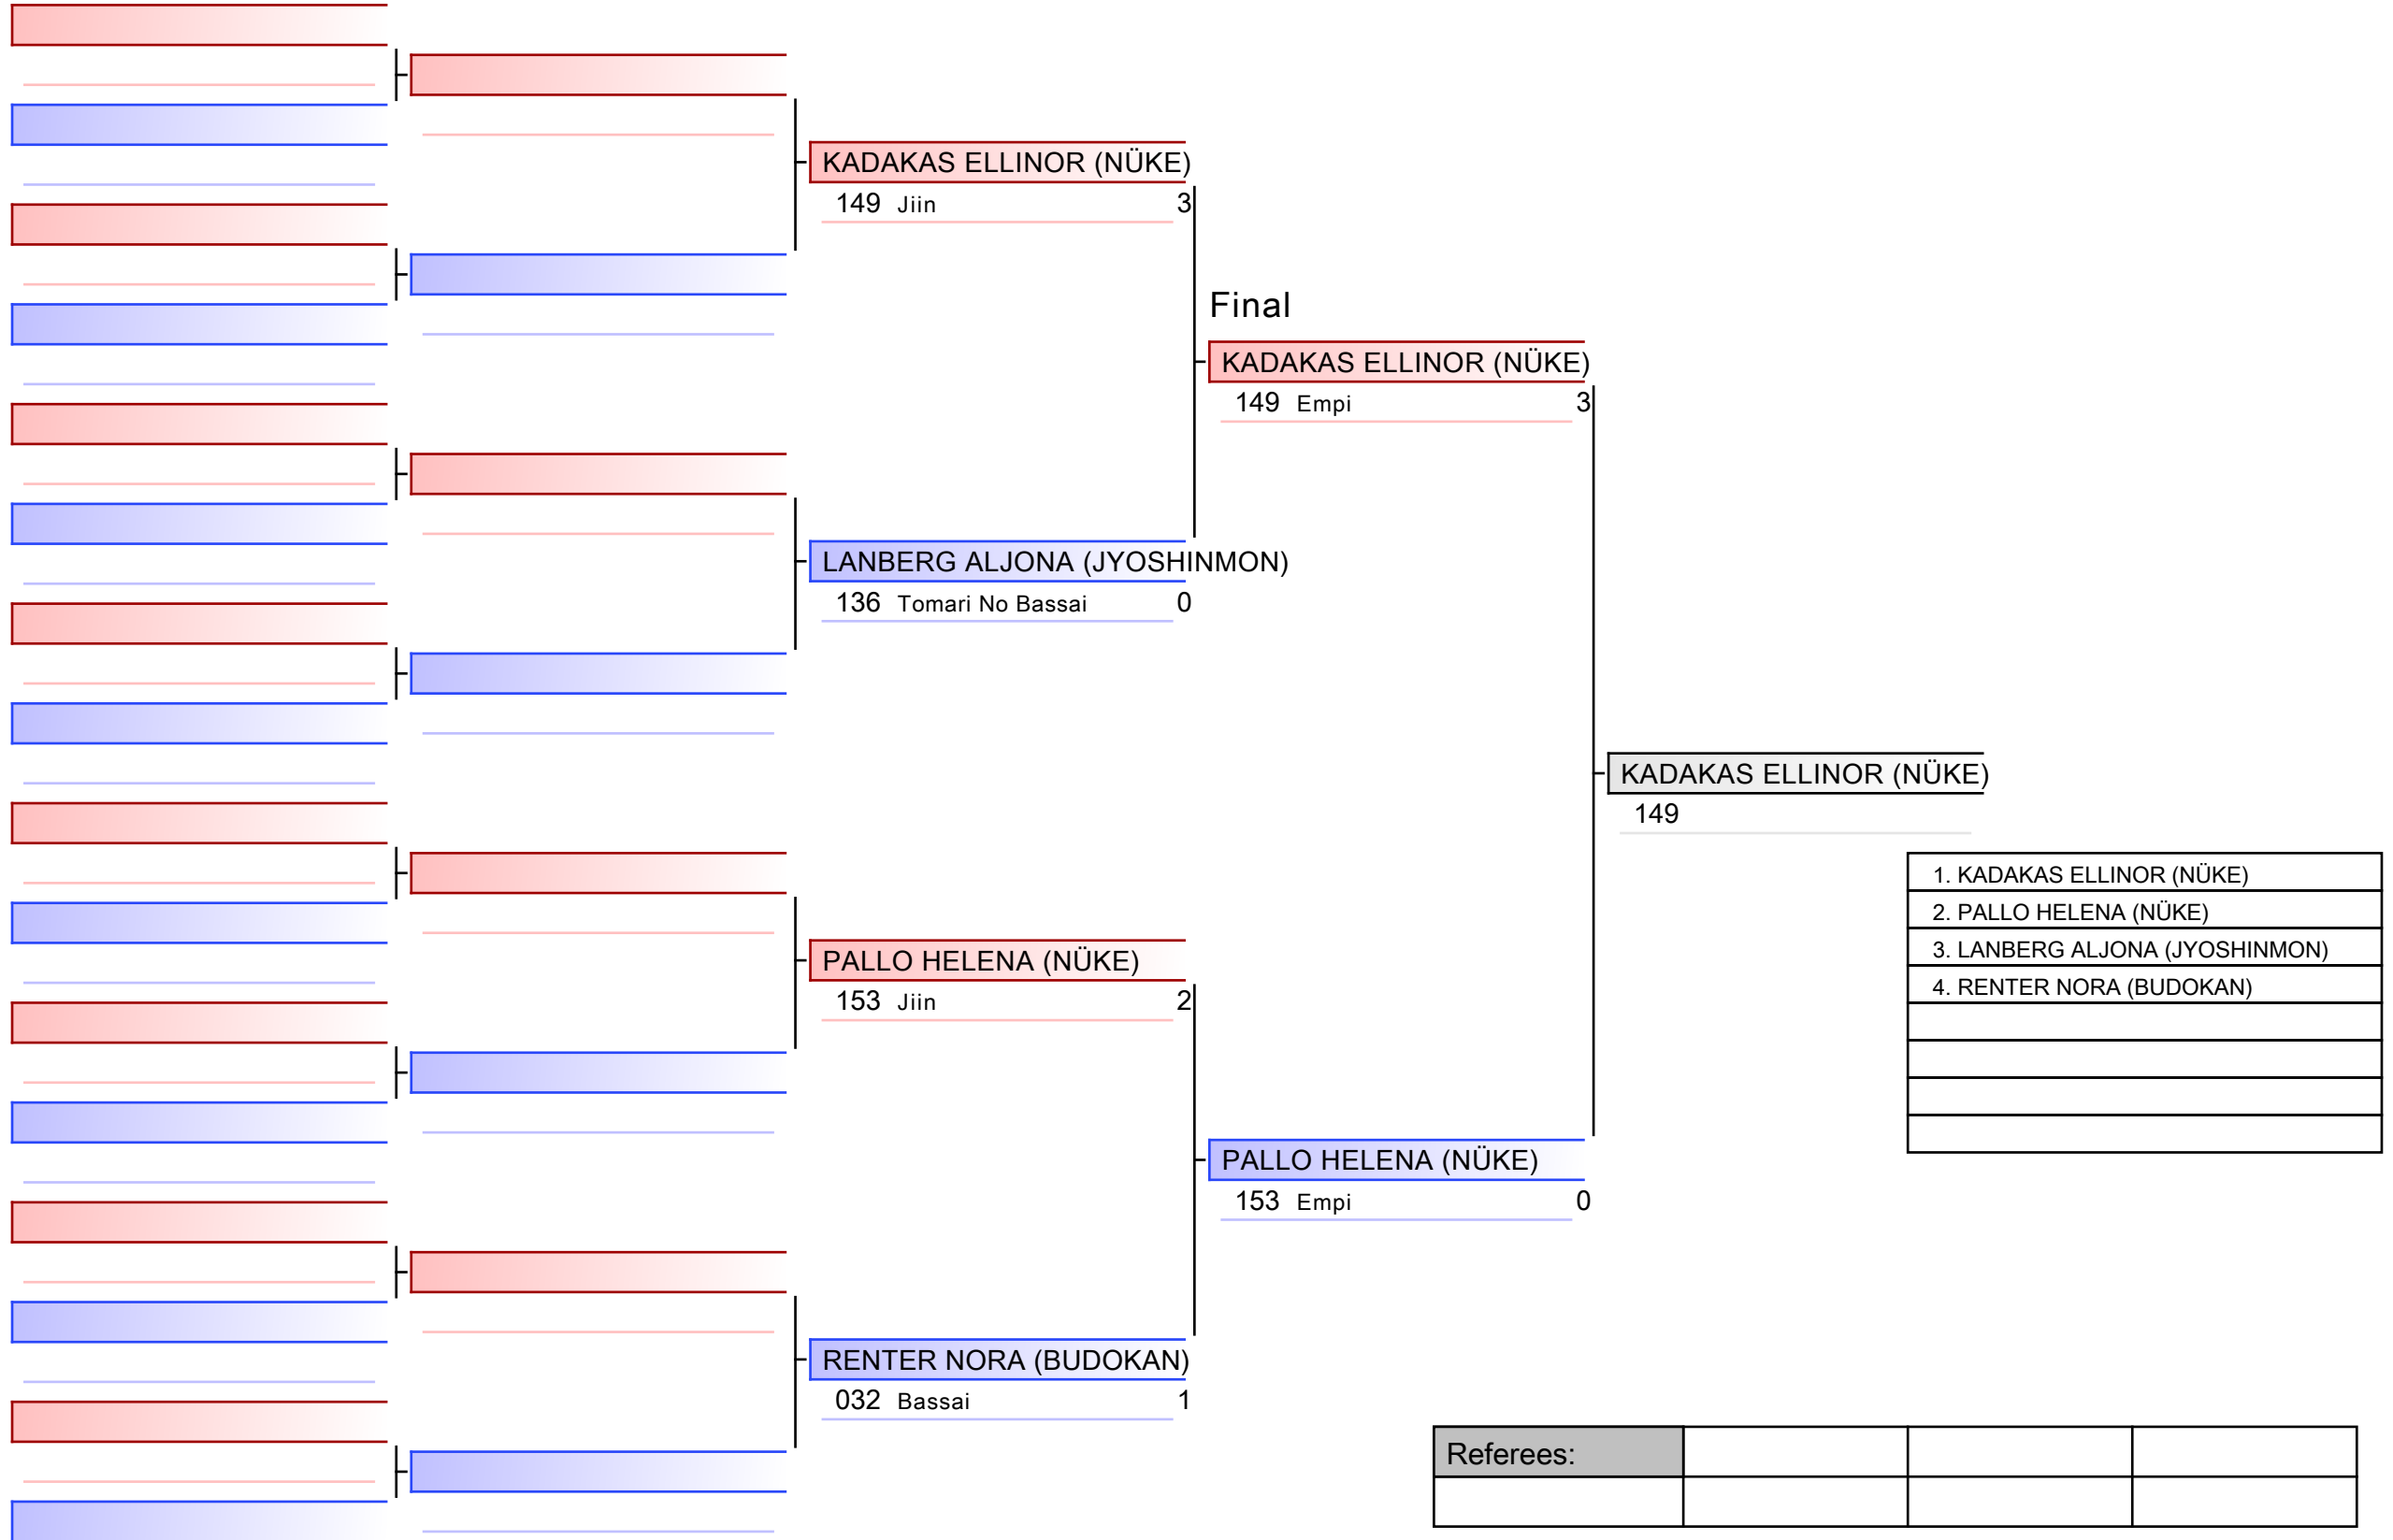 KADAKAS ELLINOR (NÜKE)
149 Jiin 3
Final
KADAKAS ELLINOR (NÜKE)
149 Empi 3
LANBERG ALJONA (JYOSHINMON)
136 Tomari No Bassai 0
KADAKAS ELLINOR (NÜKE)
149
1. KADAKAS ELLINOR (NÜKE)
2. PALLO HELENA (NÜKE)
3. LANBERG ALJONA (JYOSHINMON)
4. RENTER NORA (BUDOKAN)
PALLO HELENA (NÜKE)
153 Jiin 2
PALLO HELENA (NÜKE)
153 Empi 0
RENTER NORA (BUDOKAN)
032 Bassai 1
Referees: